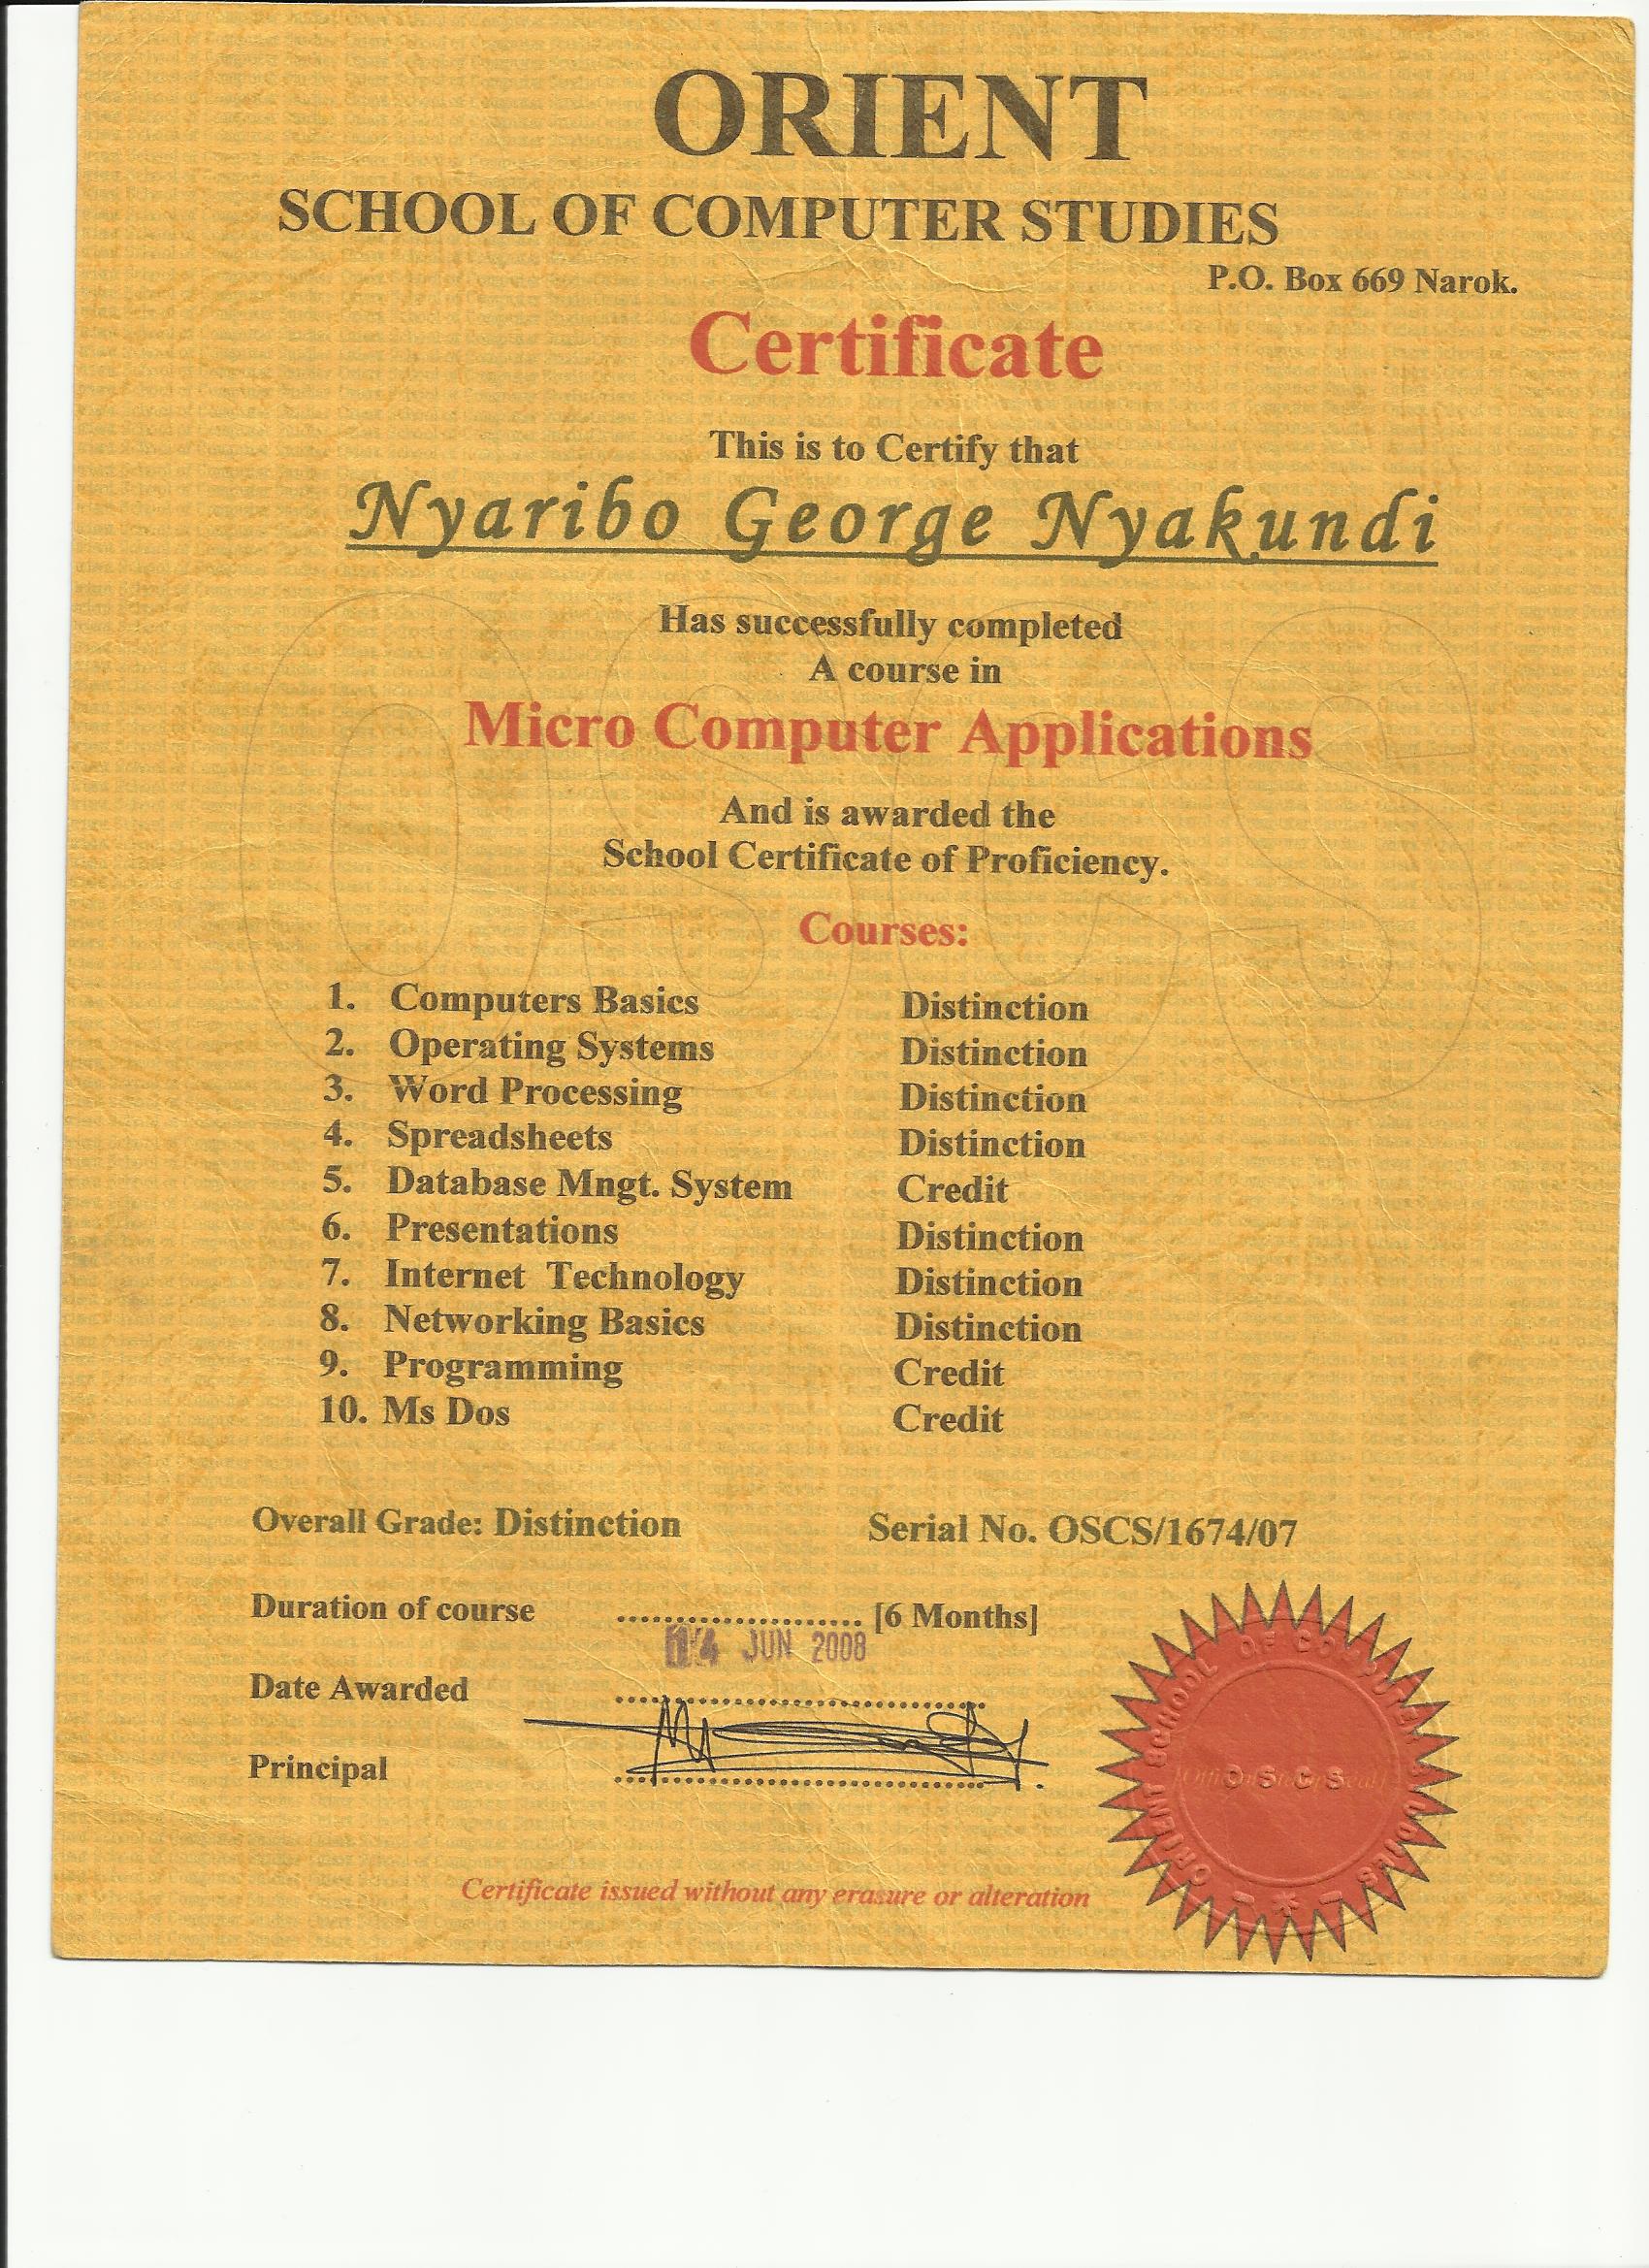 ORIENT
SCHOOL OF COMPUTER STUDIES
P.O. Box 669 Narok.
Certificate
This is to Certify that
Nyaribo George Nyakundi
Has successfully completed
A course in
Micro Computer Applications
And is awarded the
School Certificate of Proficiency.
Courses:
1. Computers Basics Distinction
2. Operating Systems Distinction
3. Word Processing Distinction
4. Spreadsheets Distinction
5. Database Mngt. System Credit
6. Presentations Distinction
7. Internet Technology Distinction
8. Networking Basics Distinction
9. Programming Credit
10. Ms Dos Credit
Overall Grade: Distinction Serial No. OSCS/1674/07
Duration of course ..................... [6 Months]
14 JUN 2008
Date Awarded ................................
Principal ................................
ORIENT SCHOOL OF COMPUTER STUDIES
OSCS
Certificate issued without any erasure or alteration